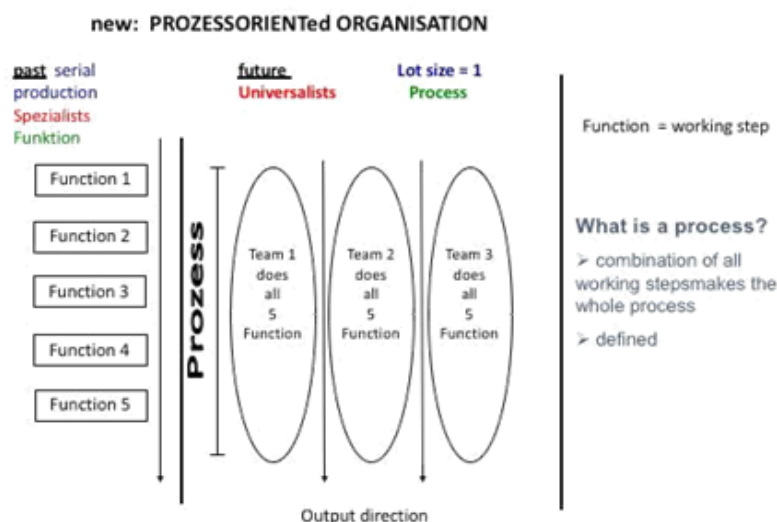 new: PROZESSORIENTed ORGANISATION
past serial
production
Spezialists
Funktion
future
Universalists
Lot size = 1
Process
Function 1
Function 2
Function 3
Function 4
Function 5
Prozess
Team 1
does
all
5
Function
Team 2
does
all
5
Function
Team 3
does
all
5
Function
Output direction
Function = working step
What is a process?
➢ combination of all
working stepsmakes the
whole process
➢ defined